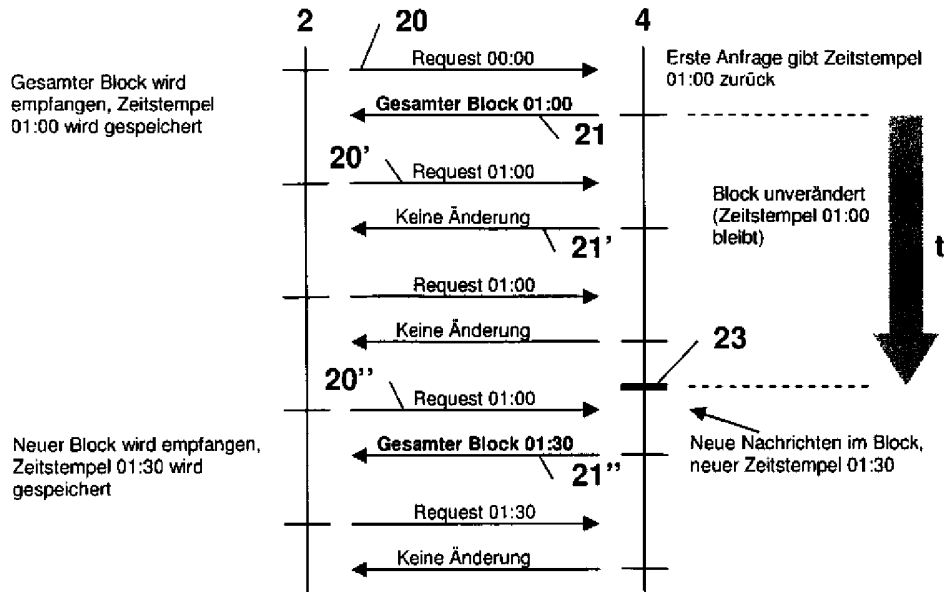 2
20
4
Request 00:00
Erste Anfrage gibt Zeitstempel
01:00 zurück
Gesamter Block wird
empfangen, Zeitstempel
01:00 wird gespeichert
Gesamter Block 01:00
21
20'
Request 01:00
Block unverändert
(Zeitstempel 01:00
bleibt)
Keine Änderung
21'
t
Request 01:00
Keine Änderung
23
20''
Request 01:00
Neuer Block wird empfangen,
Zeitstempel 01:30 wird
gespeichert
Gesamter Block 01:30
Neue Nachrichten im Block,
neuer Zeitstempel 01:30
21''
Request 01:30
Keine Änderung